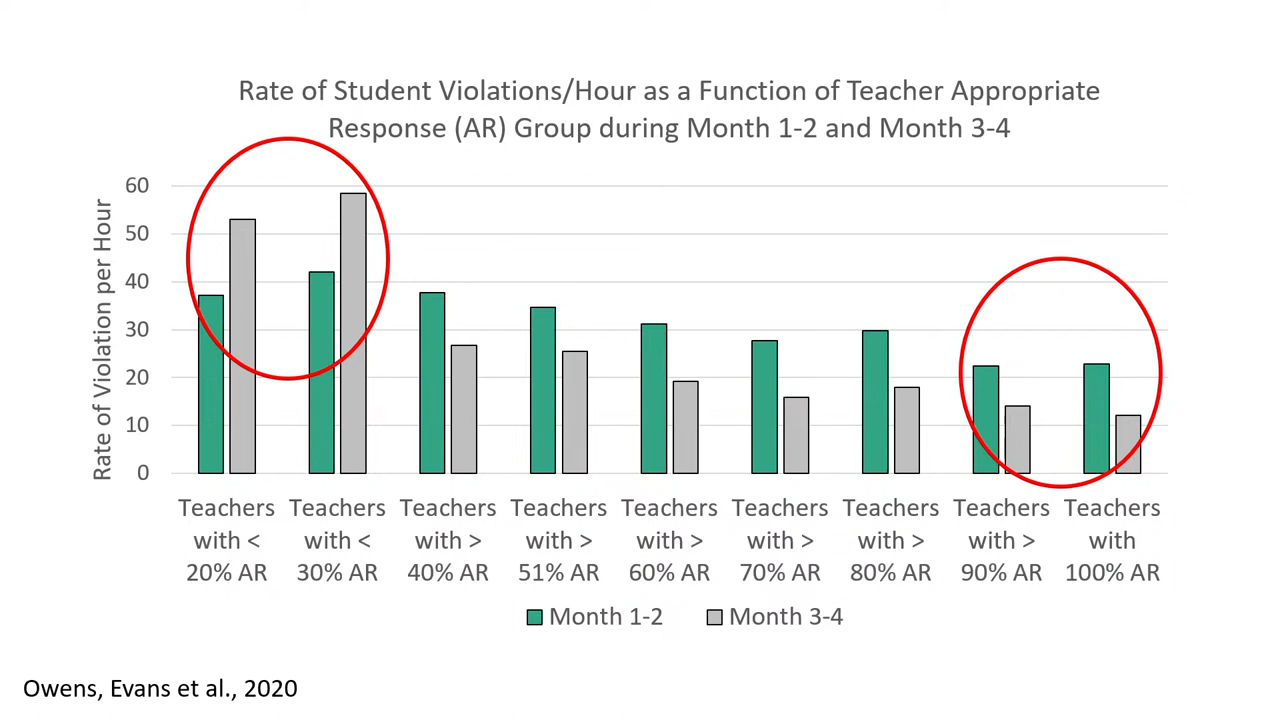 Rate of Student Violations/Hour as a Function of Teacher Appropriate
Response (AR) Group during Month 1-2 and Month 3-4
Rate of Violation per Hour
60
50
40
30
20
10
0
Teachers with < 20% AR
Teachers with < 30% AR
Teachers with > 40% AR
Teachers with > 51% AR
Teachers with > 60% AR
Teachers with > 70% AR
Teachers with > 80% AR
Teachers with > 90% AR
Teachers with 100% AR
Month 1-2
Month 3-4
Owens, Evans et al., 2020